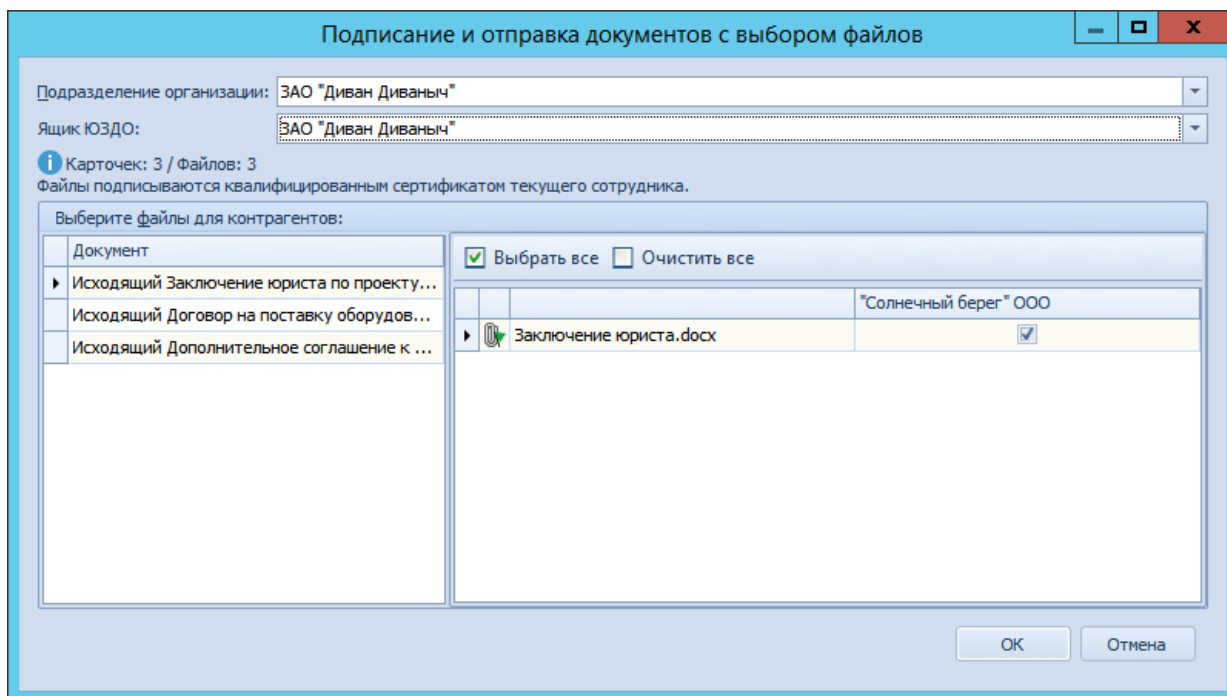 Подписание и отправка документов с выбором файлов
Подразделение организации: ЗАО "Диван Диваныч"
Ящик ЮЗДО: ЗАО "Диван Диваныч"
Карточек: 3 / Файлов: 3
Файлы подписываются квалифицированным сертификатом текущего сотрудника.
Выберите файлы для контрагентов:
Документ
Исходящий Заключение юриста по проекту...
Исходящий Договор на поставку оборудов...
Исходящий Дополнительное соглашение к ...
Выбрать все Очистить все
"Солнечный берег" ООО
Заключение юриста.docx
ОК Отмена